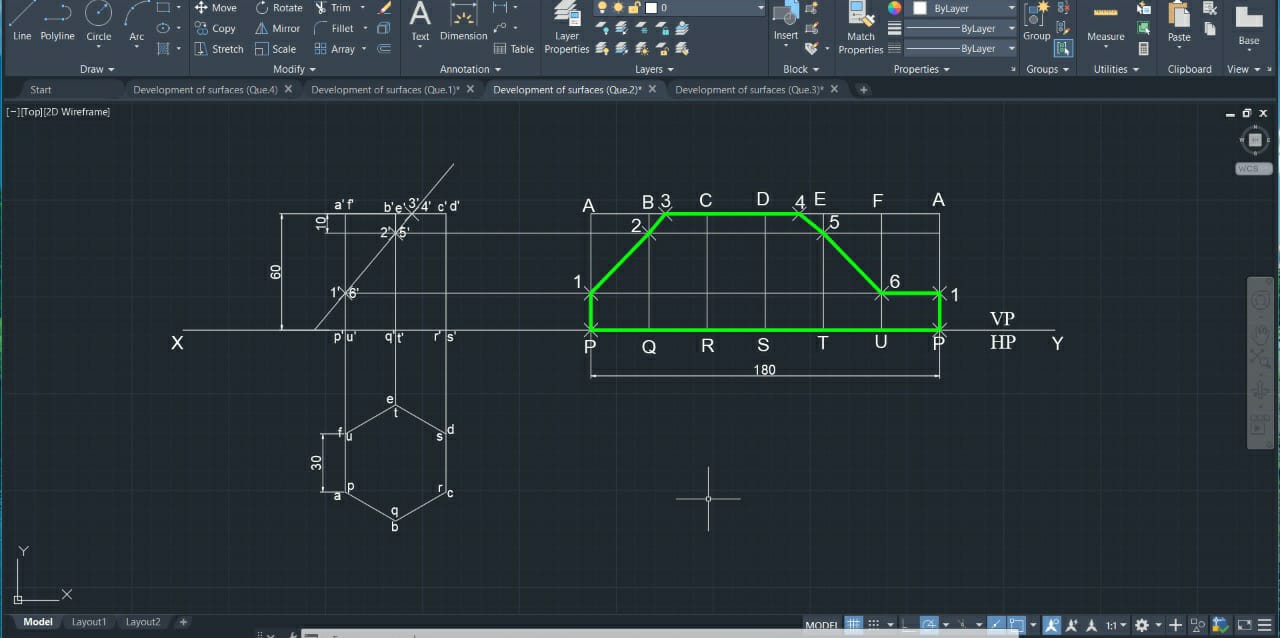 Line Polyline Circle Arc
Move Rotate Trim
Copy Mirror Fillet
Stretch Scale Array
Text Dimension Table
Layer Properties
0
Insert
Match Properties
ByLayer
ByLayer
ByLayer
Group
Measure
Paste
Base
Draw Modify Annotation Layers Block Properties Groups Utilities Clipboard View
Start Development of surfaces (Que.4) Development of surfaces (Que.1)* Development of surfaces (Que.2)* Development of surfaces (Que.3)*
[−][Top][2D Wireframe]
N
WCS
a' f' b' e' 3' 4' c' d' A B 3 C D 4 E F A
10 2' 5' 2 5
60 1' 6' 1 6 1
VP
X p' u' q' t' r' s' P Q R S T U P HP Y
180
e
t
f u s d
30
a p r c
q
b
Y
X
Model Layout1 Layout2 +
MODEL 1:1